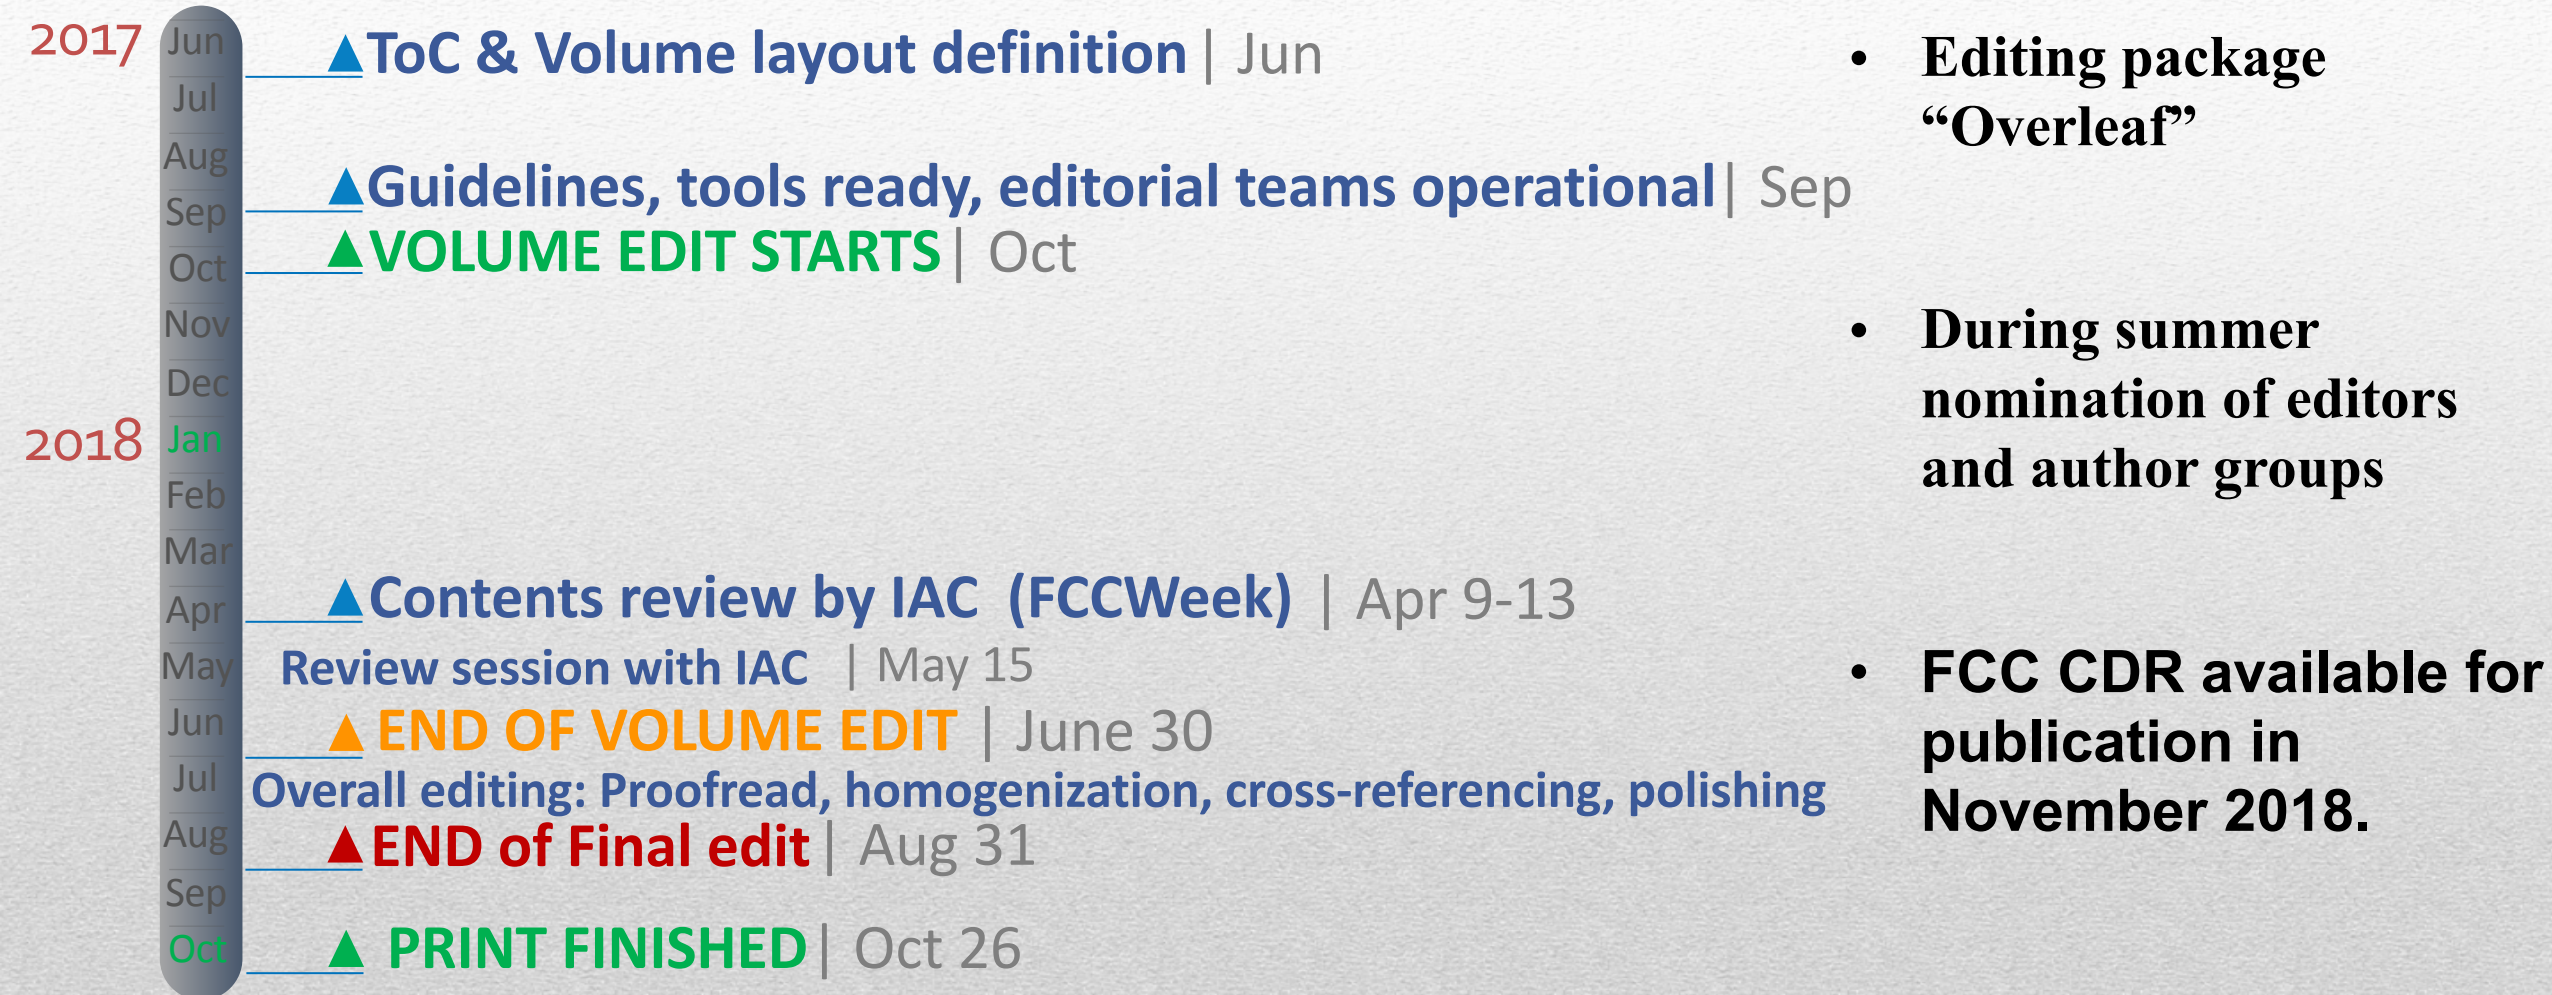 2017
Jun
Jul
Aug
Sep
Oct
Nov
Dec
2018
Jan
Feb
Mar
Apr
May
Jun
Jul
Aug
Sep
Oct
▲ToC & Volume layout definition | Jun
▲Guidelines, tools ready, editorial teams operational | Sep
▲VOLUME EDIT STARTS | Oct
▲Contents review by IAC (FCCWeek) | Apr 9-13
Review session with IAC | May 15
▲END OF VOLUME EDIT | June 30
Overall editing: Proofread, homogenization, cross-referencing, polishing
▲END of Final edit | Aug 31
▲ PRINT FINISHED | Oct 26
• Editing package
“Overleaf”
• During summer
nomination of editors
and author groups
• FCC CDR available for
publication in
November 2018.